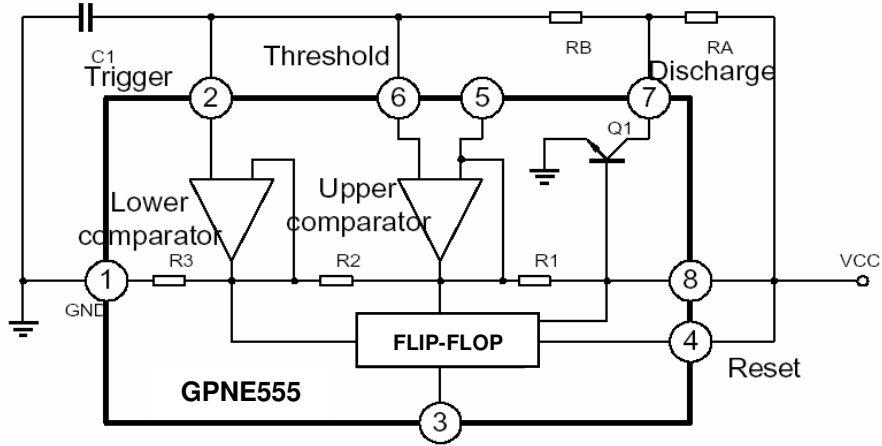 C1
RB
RA
Trigger
Threshold
Discharge
2
6
5
7
Q1
Lower
comparator
Upper
comparator
R3
R2
R1
1
8
VCC
GND
FLIP-FLOP
4
Reset
GPNE555
3